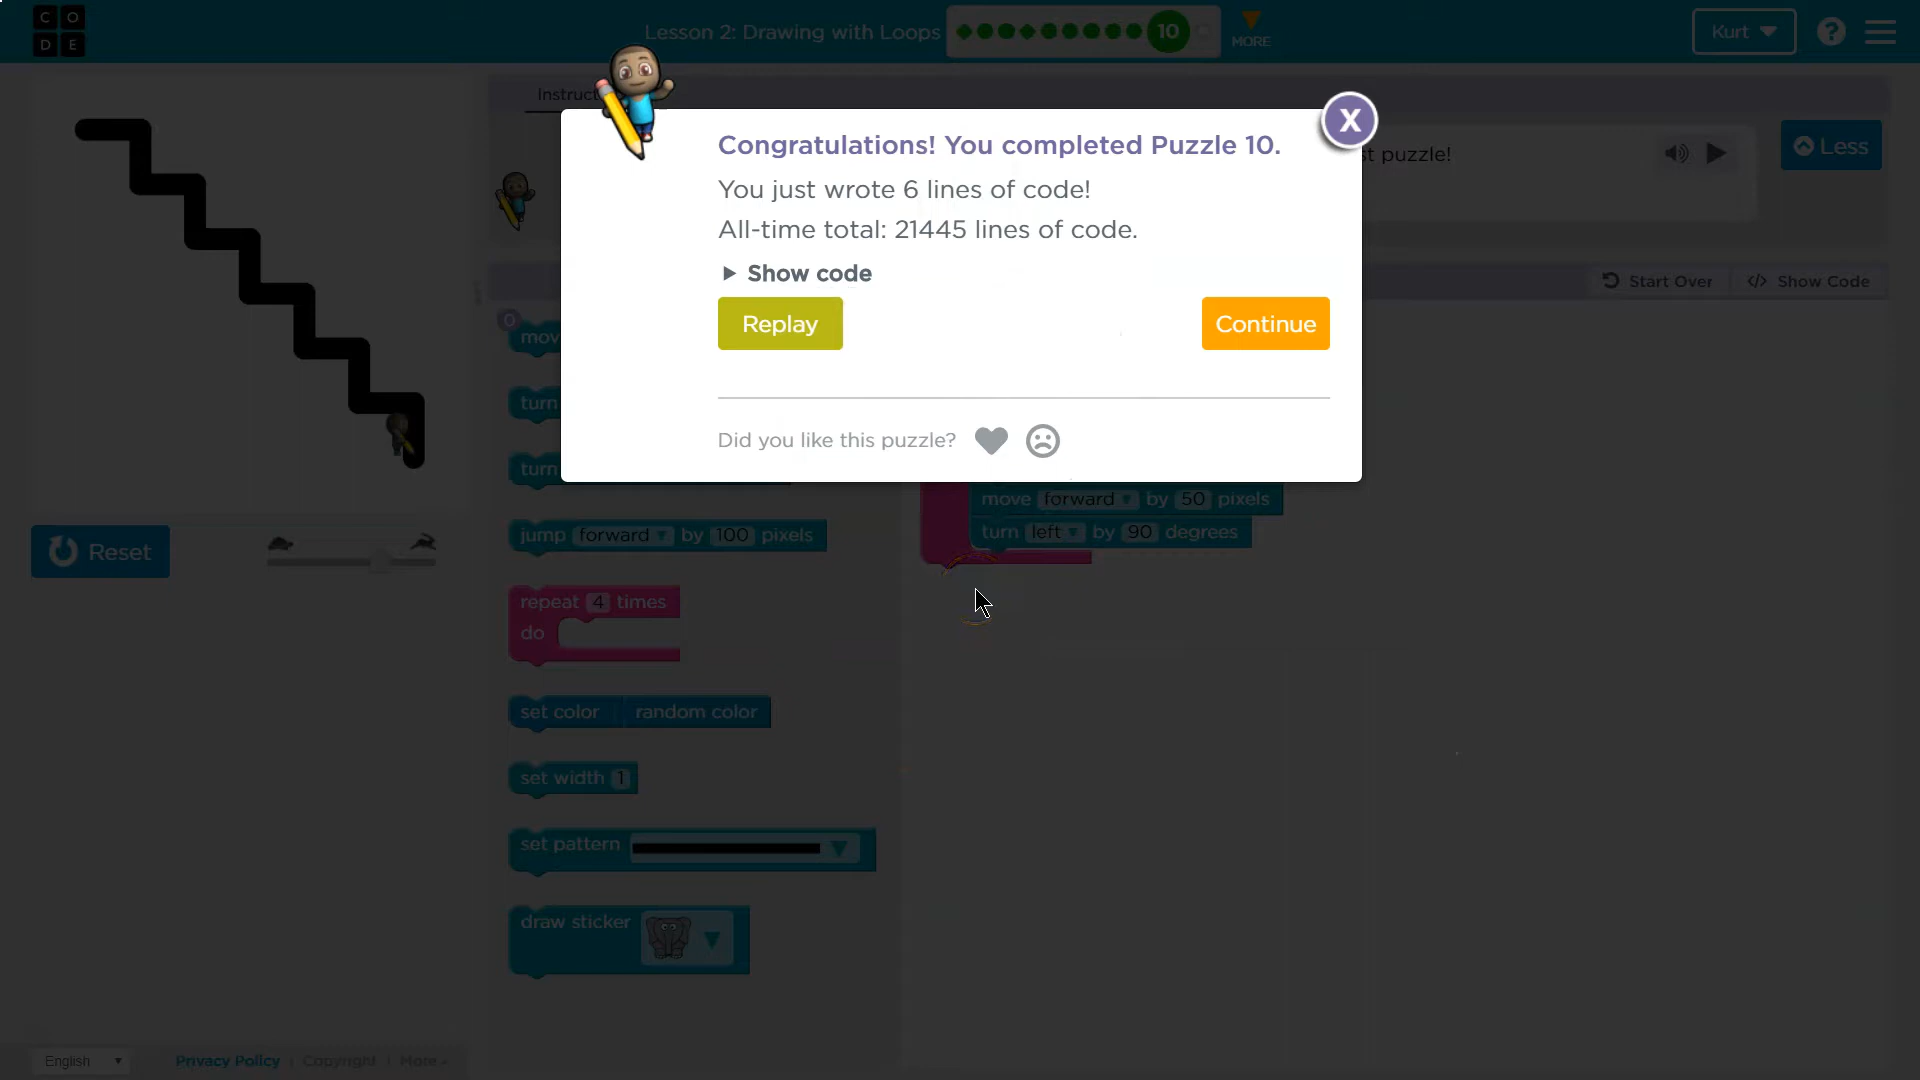 C O
D E
Lesson 2: Drawing with Loops
10
MORE
Kurt
?
Instruct
X
Congratulations! You completed Puzzle 10.
st puzzle!
Less
You just wrote 6 lines of code!
All-time total: 21445 lines of code.
Show code
Start Over
</> Show Code
Replay
Continue
0
mov
turn
Did you like this puzzle?
turn
move forward by 50 pixels
turn left by 90 degrees
jump forward by 100 pixels
Reset
repeat 4 times
do
set color random color
set width 1
set pattern
draw sticker
English
Privacy Policy | Copyright | More